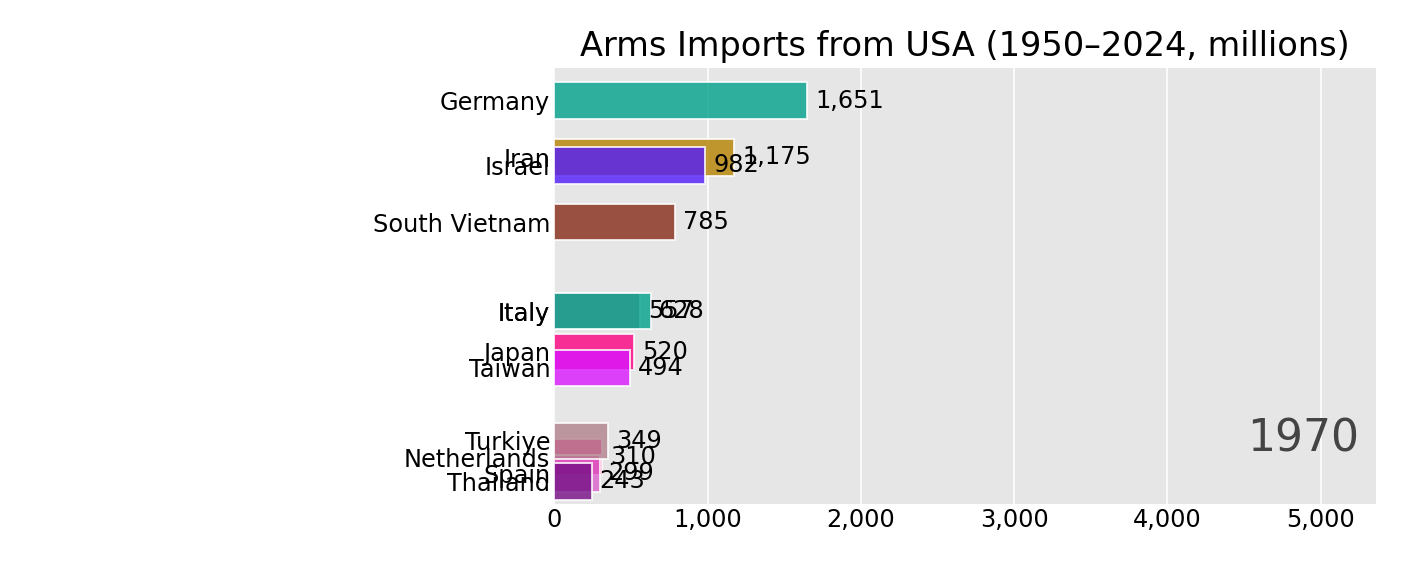 Arms Imports from USA (1950–2024, millions)
Germany 1,651
Iran 1,175
Israel 982
South Vietnam 785
Italy 628
557
Japan 520
Taiwan 494
Turkiye 349
Netherlands 310
Spain 299
Thailand 243
1970
0 1,000 2,000 3,000 4,000 5,000